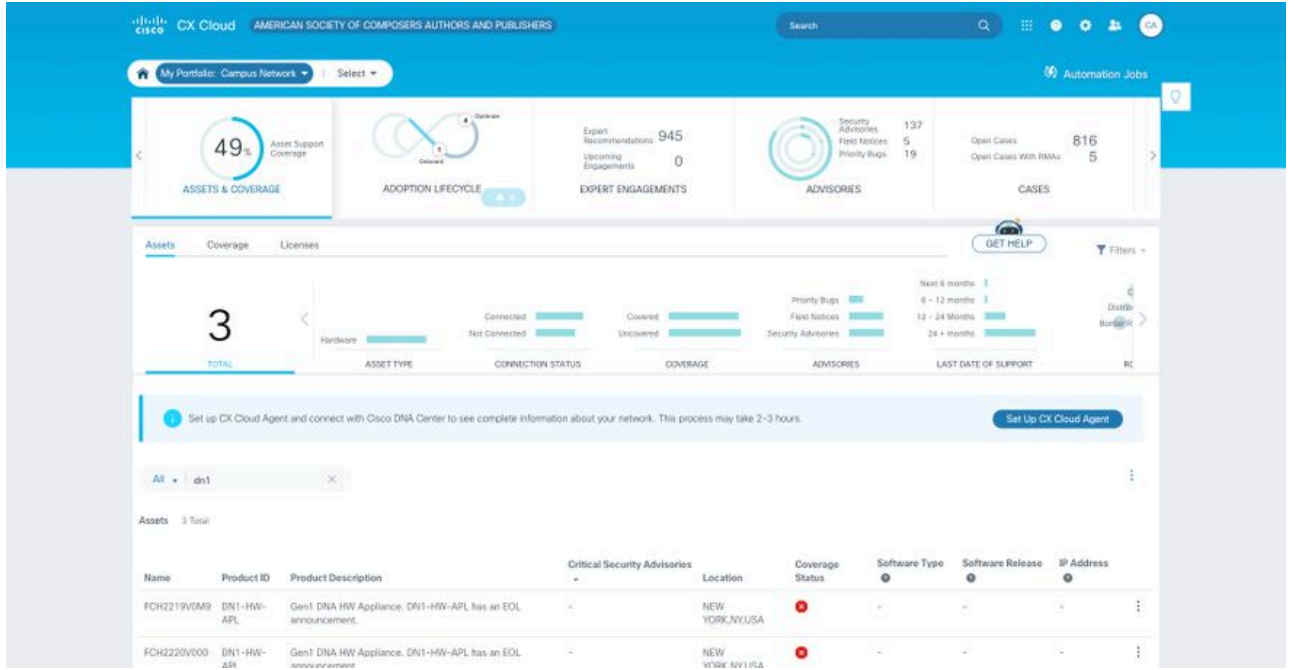 CISCO CX Cloud AMERICAN SOCIETY OF COMPOSERS AUTHORS AND PUBLISHERS Search CA
My Portfolio: Campus Network Select Automation Jobs
49% Asset Support Coverage
ASSETS & COVERAGE
4
1
Onboard
ADOPTION LIFECYCLE
Expert Recommendations 945
Upcoming Engagements 0
EXPERT ENGAGEMENTS
Security Advisories 137
Field Notices 5
Priority Bugs 19
ADVISORIES
Open Cases 816
Open Cases With RMAs 5
CASES
Assets Coverage Licenses
GET HELP
Filters
3
TOTAL
Hardware
ASSET TYPE
Connected
Not Connected
CONNECTION STATUS
Covered
Uncovered
COVERAGE
Priority Bugs
Field Notices
Security Advisories
ADVISORIES
Next 6 months
6 - 12 months
12 - 24 Months
24 + months
LAST DATE OF SUPPORT
Set up CX Cloud Agent and connect with Cisco DNA Center to see complete information about your network. This process may take 2-3 hours.
Set Up CX Cloud Agent
All dn1
Assets 3 Total
Name Product ID Product Description Critical Security Advisories Location Coverage Status Software Type Software Release IP Address
FCH2219V0M9 DN1-HW-APL Gen1 DNA HW Appliance. DN1-HW-APL has an EOL announcement. - NEW YORK,NY,USA - - -
FCH2220V000 DN1-HW-APL Gen1 DNA HW Appliance. DN1-HW-APL has an EOL announcement - NEW YORK,NY,USA - - -